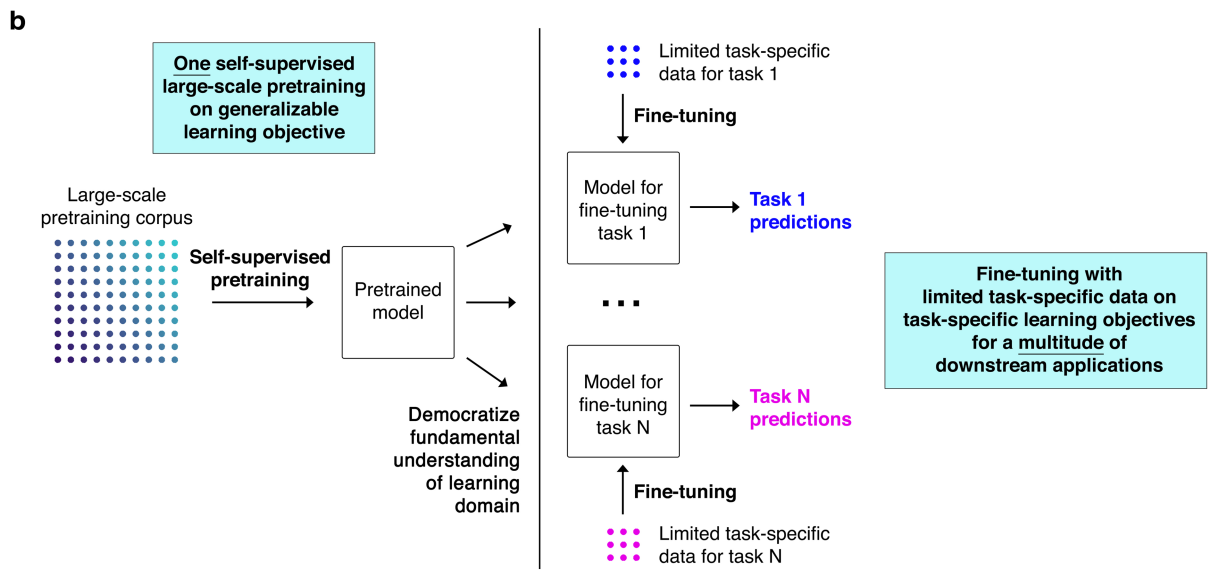 b
One self-supervised
large-scale pretraining
on generalizable
learning objective
Large-scale
pretraining corpus
Self-supervised
pretraining
Pretrained
model
Democratize
fundamental
understanding
of learning
domain
Limited task-specific
data for task 1
Fine-tuning
Model for
fine-tuning
task 1
Task 1
predictions
...
Model for
fine-tuning
task N
Task N
predictions
Fine-tuning
Limited task-specific
data for task N
Fine-tuning with
limited task-specific data on
task-specific learning objectives
for a multitude of
downstream applications